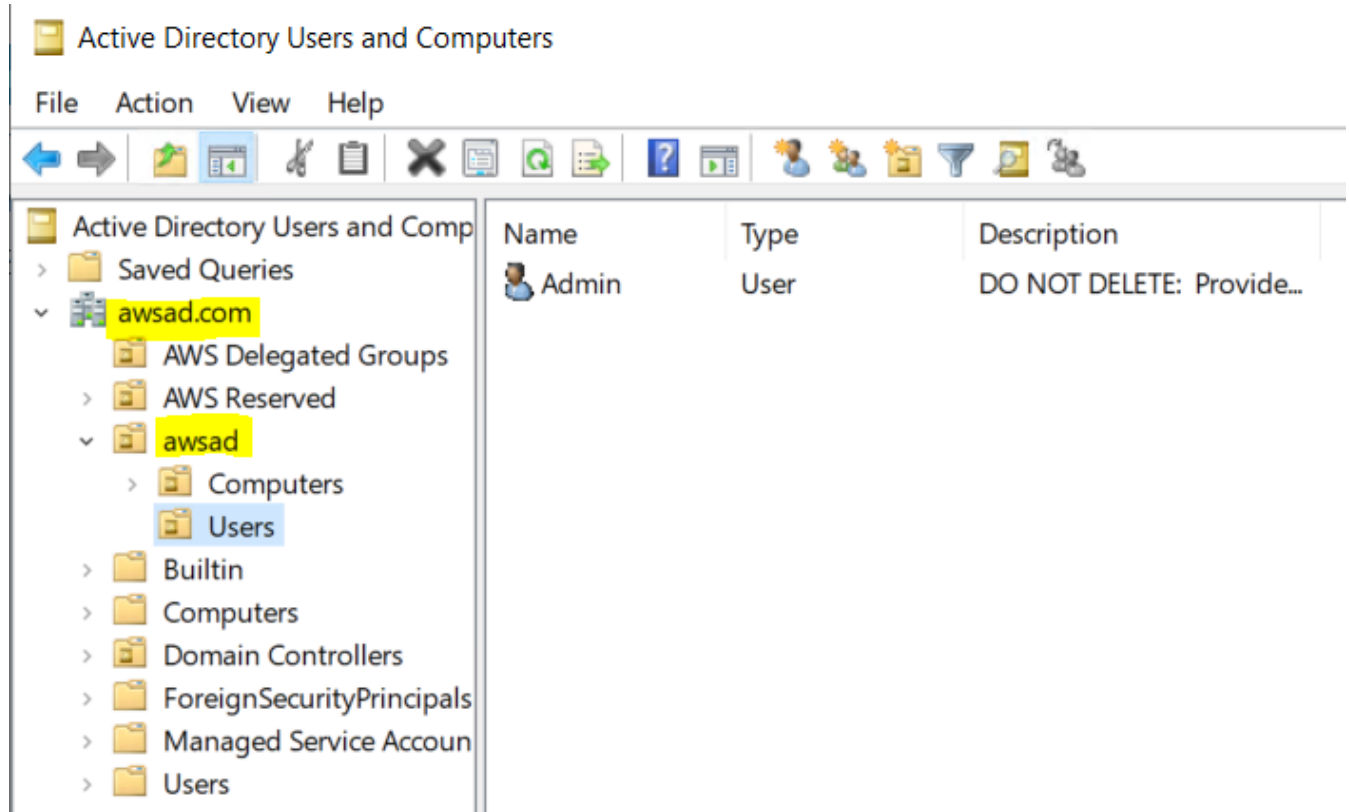 Active Directory Users and Computers
File Action View Help
Active Directory Users and Comp
Saved Queries
awsad.com
AWS Delegated Groups
AWS Reserved
awsad
Computers
Users
Builtin
Computers
Domain Controllers
ForeignSecurityPrincipals
Managed Service Accoun
Users
Name Type Description
Admin User DO NOT DELETE: Provide...